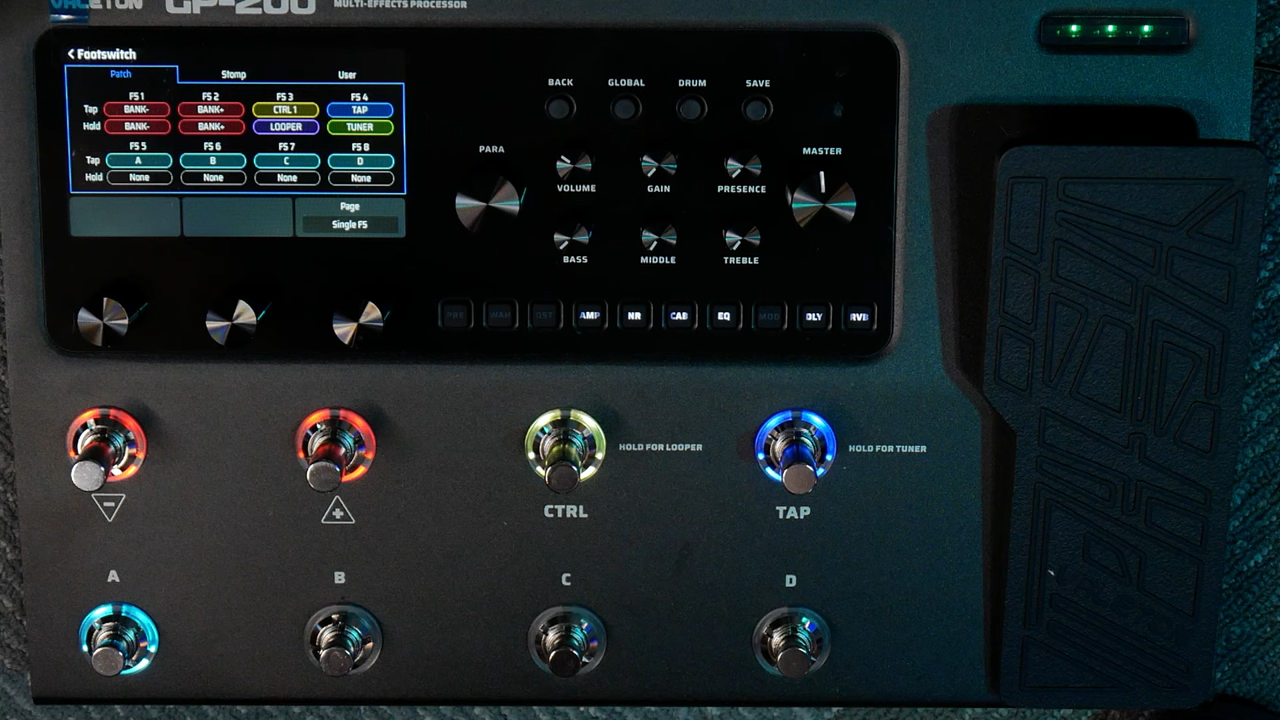 VALETON GP-200 MULTI-EFFECTS PROCESSOR
< Footswitch
Patch Stomp User
FS 1 FS 2 FS 3 FS 4
Tap BANK- BANK+ CTRL 1 TAP
Hold BANK- BANK+ LOOPER TUNER
FS 5 FS 6 FS 7 FS 8
Tap A B C D
Hold None None None None
Page
Single FS
BACK GLOBAL DRUM SAVE
PARA MASTER
VOLUME GAIN PRESENCE
BASS MIDDLE TREBLE
PRE WAH DST AMP NR CAB EQ MOD DLY RVB
HOLD FOR LOOPER HOLD FOR TUNER
CTRL TAP
A B C D